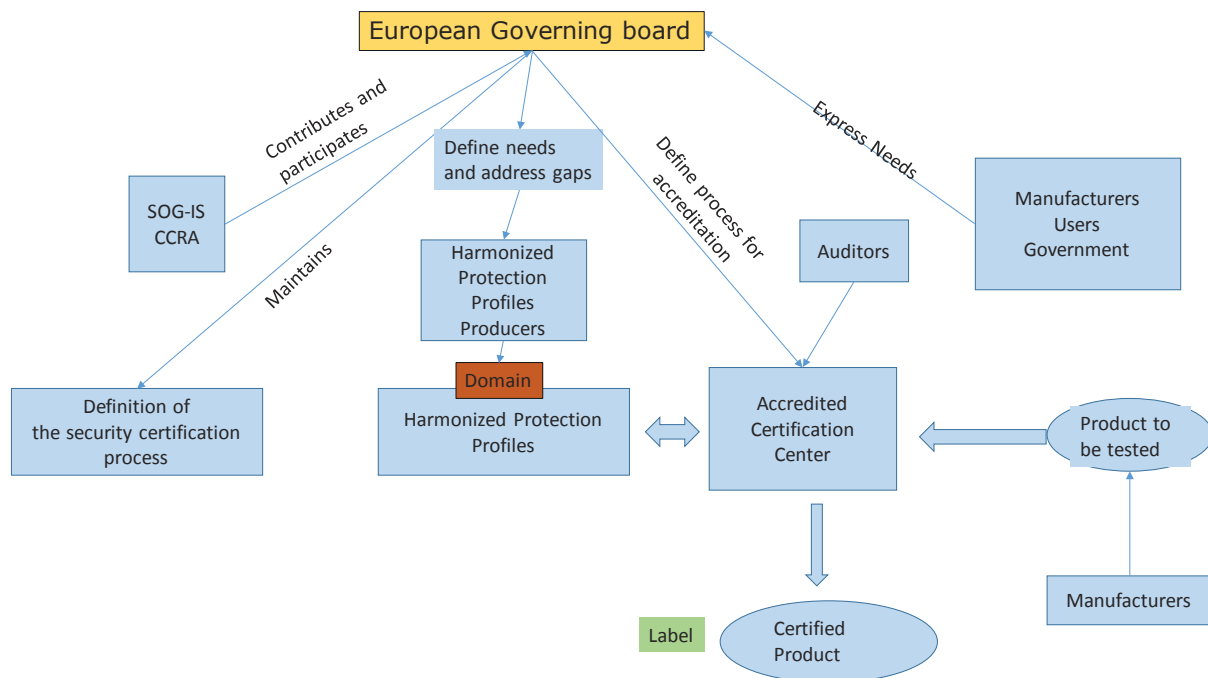 European Governing board
Contributes and
participates
Express Needs
Define needs
and address gaps
Define process for
accreditation
SOG-IS
CCRA
Manufacturers
Users
Government
Auditors
Maintains
Harmonized
Protection
Profiles
Producers
Domain
Definition of
the security certification
process
Harmonized Protection
Profiles
Accredited
Certification
Center
Product to
be tested
Manufacturers
Label
Certified
Product